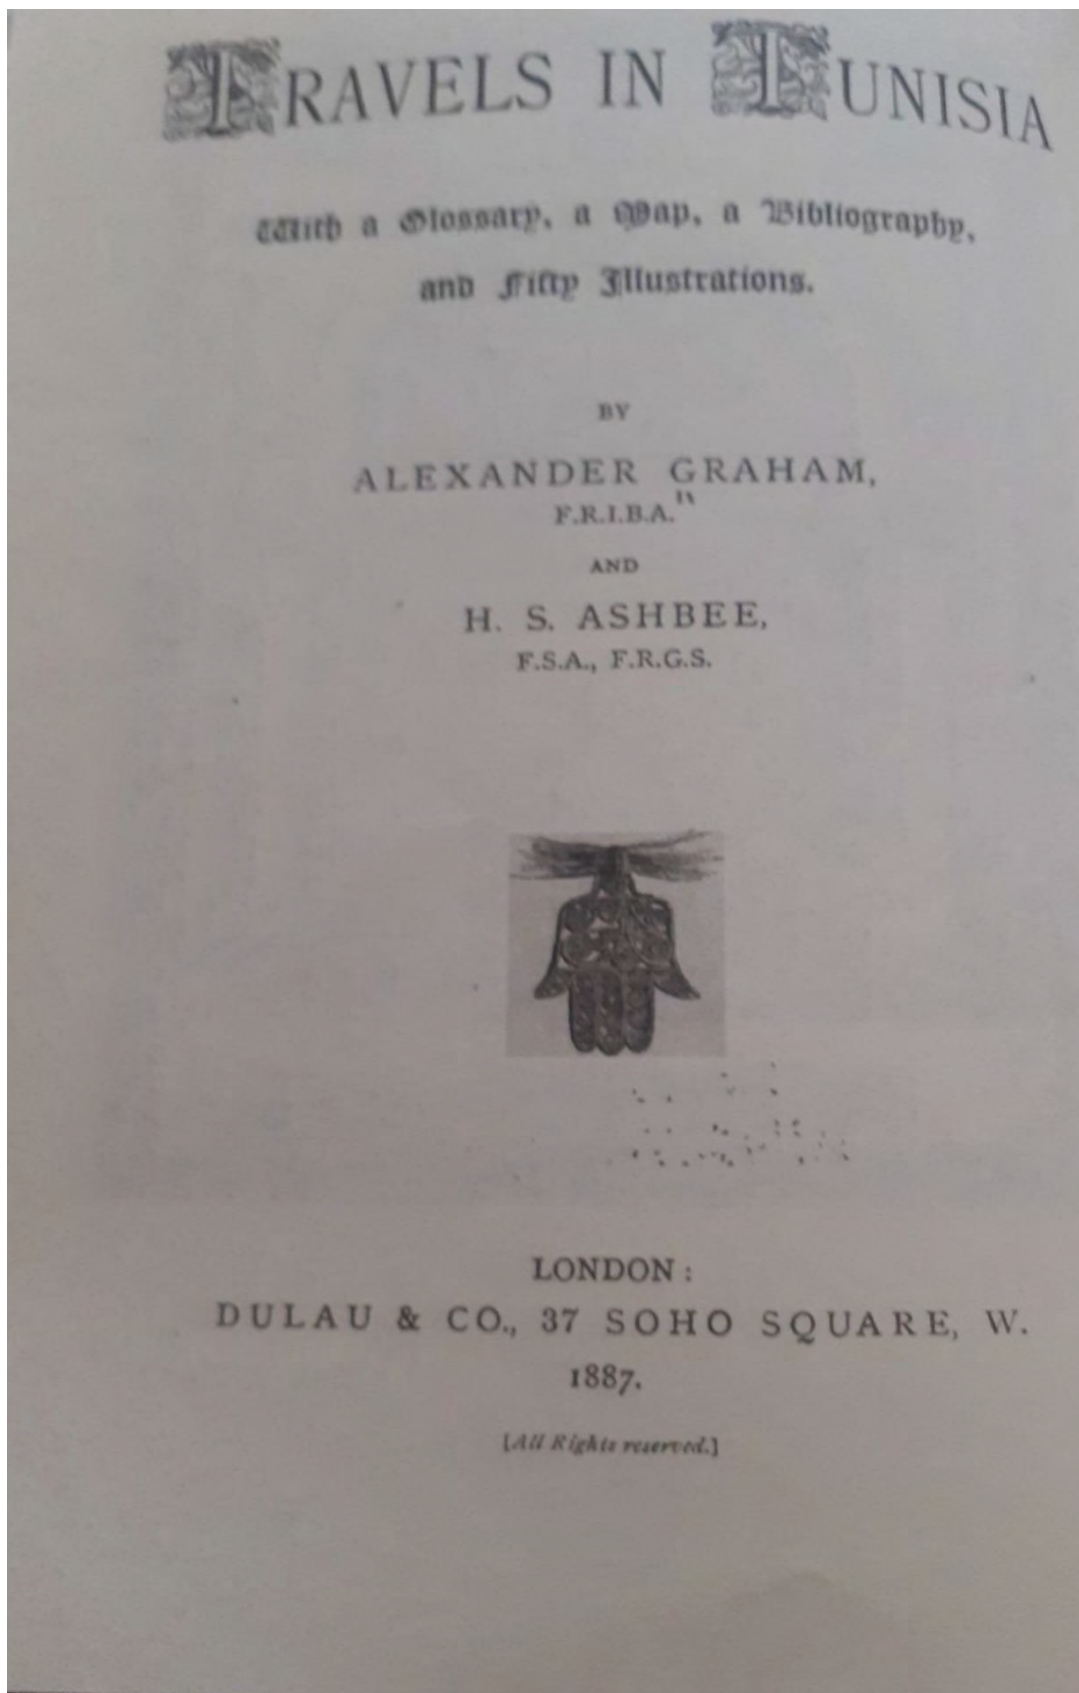 TRAVELS IN TUNISIA
With a Glossary, a Map, a Bibliography,
and Fifty Illustrations.
BY
ALEXANDER GRAHAM,
F.R.I.B.A.
AND
H. S. ASHBEE,
F.S.A., F.R.G.S.
LONDON:
DULAU & CO., 37 SOHO SQUARE, W.
1887.
[All Rights reserved.]